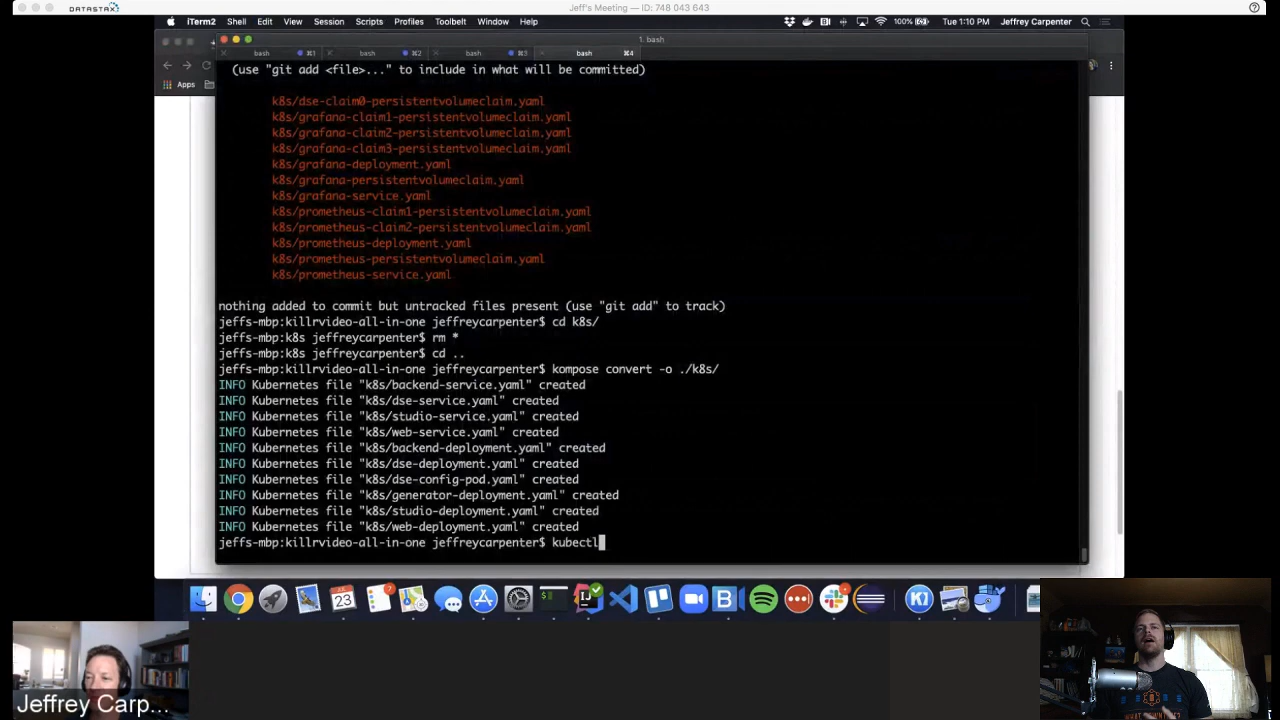 DATASTAX
Jeff's Meeting — ID: 748 043 643
iTerm2 Shell Edit View Session Scripts Profiles Toolbelt Window Help
100% Tue 1:10 PM Jeffrey Carpenter
1. bash
bash ⌘1 bash ⌘2 bash ⌘3 bash ⌘4
Apps
(use "git add <file>..." to include in what will be committed)
k8s/dse-claim0-persistentvolumeclaim.yaml
k8s/grafana-claim1-persistentvolumeclaim.yaml
k8s/grafana-claim2-persistentvolumeclaim.yaml
k8s/grafana-claim3-persistentvolumeclaim.yaml
k8s/grafana-deployment.yaml
k8s/grafana-persistentvolumeclaim.yaml
k8s/grafana-service.yaml
k8s/prometheus-claim1-persistentvolumeclaim.yaml
k8s/prometheus-claim2-persistentvolumeclaim.yaml
k8s/prometheus-deployment.yaml
k8s/prometheus-persistentvolumeclaim.yaml
k8s/prometheus-service.yaml
nothing added to commit but untracked files present (use "git add" to track)
jeffs-mbp:killrvideo-all-in-one jeffreycarpenter$ cd k8s/
jeffs-mbp:k8s jeffreycarpenter$ rm *
jeffs-mbp:k8s jeffreycarpenter$ cd ..
jeffs-mbp:killrvideo-all-in-one jeffreycarpenter$ kompose convert -o ./k8s/
INFO Kubernetes file "k8s/backend-service.yaml" created
INFO Kubernetes file "k8s/dse-service.yaml" created
INFO Kubernetes file "k8s/studio-service.yaml" created
INFO Kubernetes file "k8s/web-service.yaml" created
INFO Kubernetes file "k8s/backend-deployment.yaml" created
INFO Kubernetes file "k8s/dse-deployment.yaml" created
INFO Kubernetes file "k8s/dse-config-pod.yaml" created
INFO Kubernetes file "k8s/generator-deployment.yaml" created
INFO Kubernetes file "k8s/studio-deployment.yaml" created
INFO Kubernetes file "k8s/web-deployment.yaml" created
jeffs-mbp:killrvideo-all-in-one jeffreycarpenter$ kubectl
23
7
Jeffrey Carp...